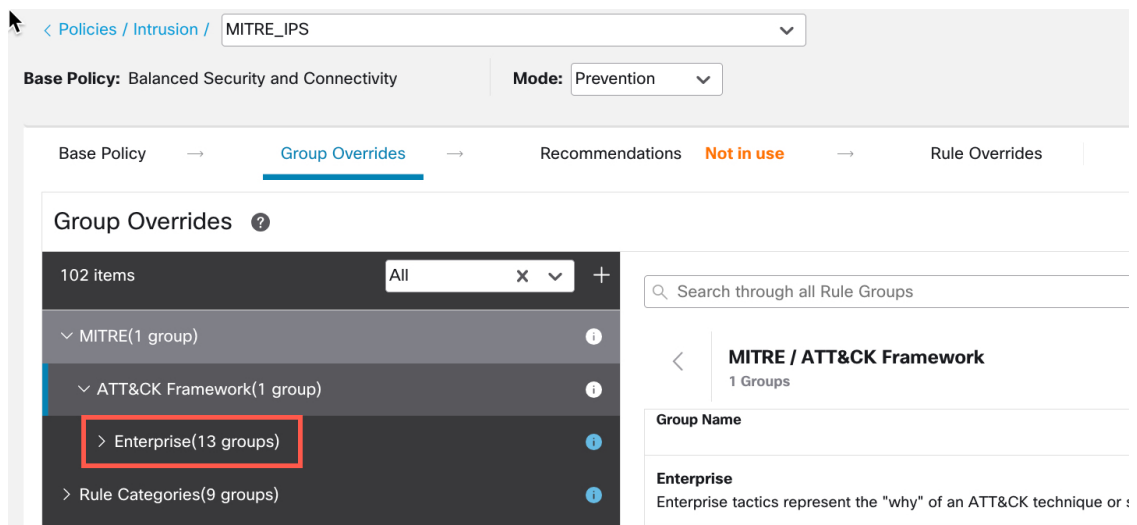 Policies / Intrusion / MITRE_IPS
Base Policy: Balanced Security and Connectivity Mode: Prevention
Base Policy → Group Overrides → Recommendations Not in use → Rule Overrides
Group Overrides ?
102 items All
Search through all Rule Groups
MITRE(1 group)
ATT&CK Framework(1 group)
Enterprise(13 groups)
Rule Categories(9 groups)
MITRE / ATT&CK Framework
1 Groups
Group Name
Enterprise
Enterprise tactics represent the "why" of an ATT&CK technique or